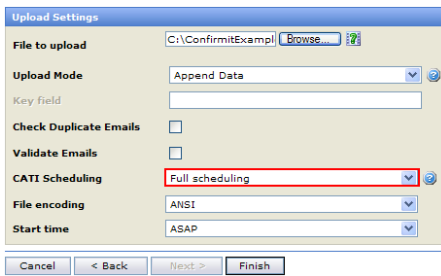 Upload Settings
File to upload C:\ConfirmitExampl Browse...
Upload Mode Append Data
Key field
Check Duplicate Emails
Validate Emails
CATI Scheduling Full scheduling
File encoding ANSI
Start time ASAP
Cancel < Back Next > Finish